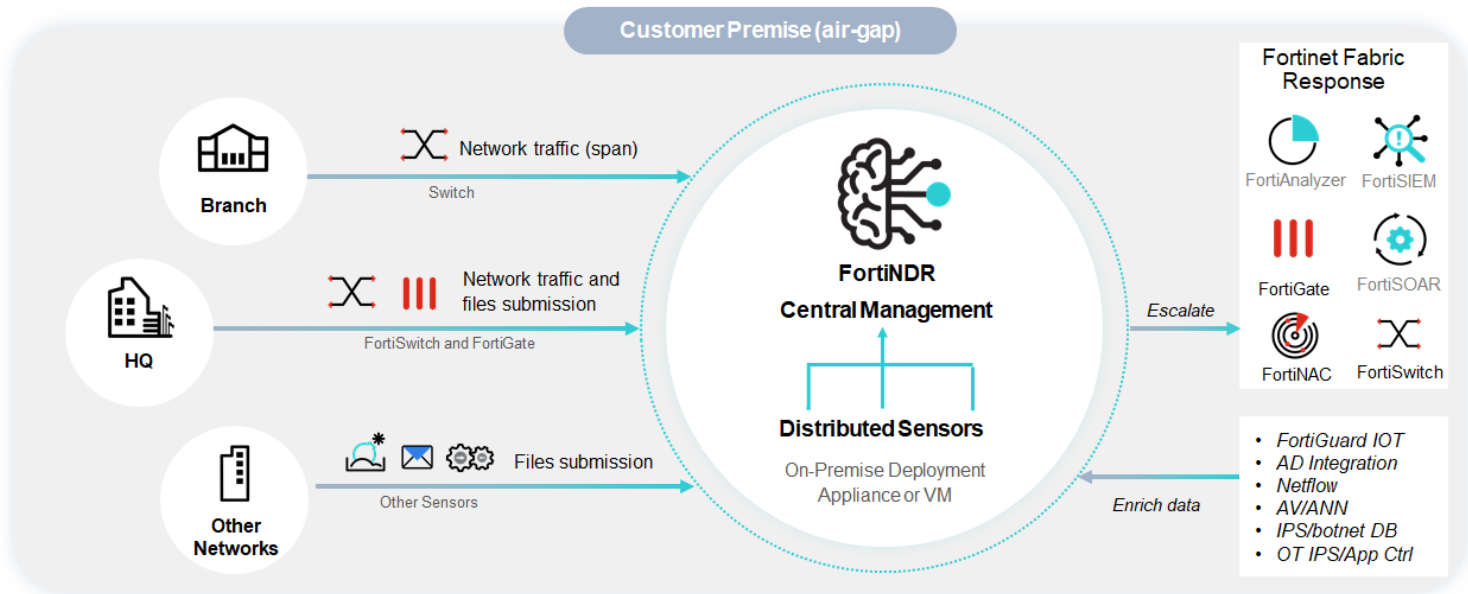 Customer Premise (air-gap)
Branch
Network traffic (span)
Switch
HQ
Network traffic and
files submission
FortiSwitch and FortiGate
Other
Networks
Files submission
Other Sensors
FortiNDR
Central Management
Distributed Sensors
On-Premise Deployment
Appliance or VM
Escalate
Enrich data
Fortinet Fabric
Response
FortiAnalyzer
FortiSIEM
FortiGate
FortiSOAR
FortiNAC
FortiSwitch
• FortiGuard IOT
• AD Integration
• Netflow
• AV/ANN
• IPS/botnet DB
• OT IPS/App Ctrl